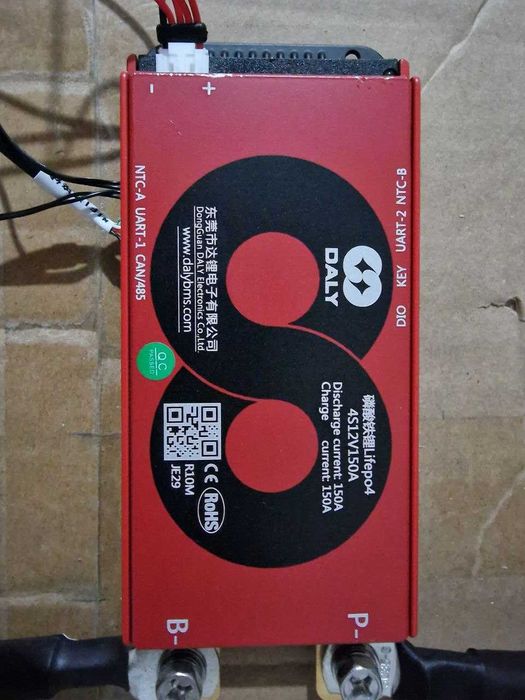 - +
NTC-A UART-1 CAN/485
DIO KEY UART-2 NTC-B
DALY
东莞市达锂电子有限公司
DongGuan DALY Electronics Co.,Ltd.
www.dalybms.com
QC
PASSED
磷酸铁锂Lifepo4
4S12V150A
Discharge current: 150A
Charge current: 150A
CE RoHS
R10M
JE29
B-
P-